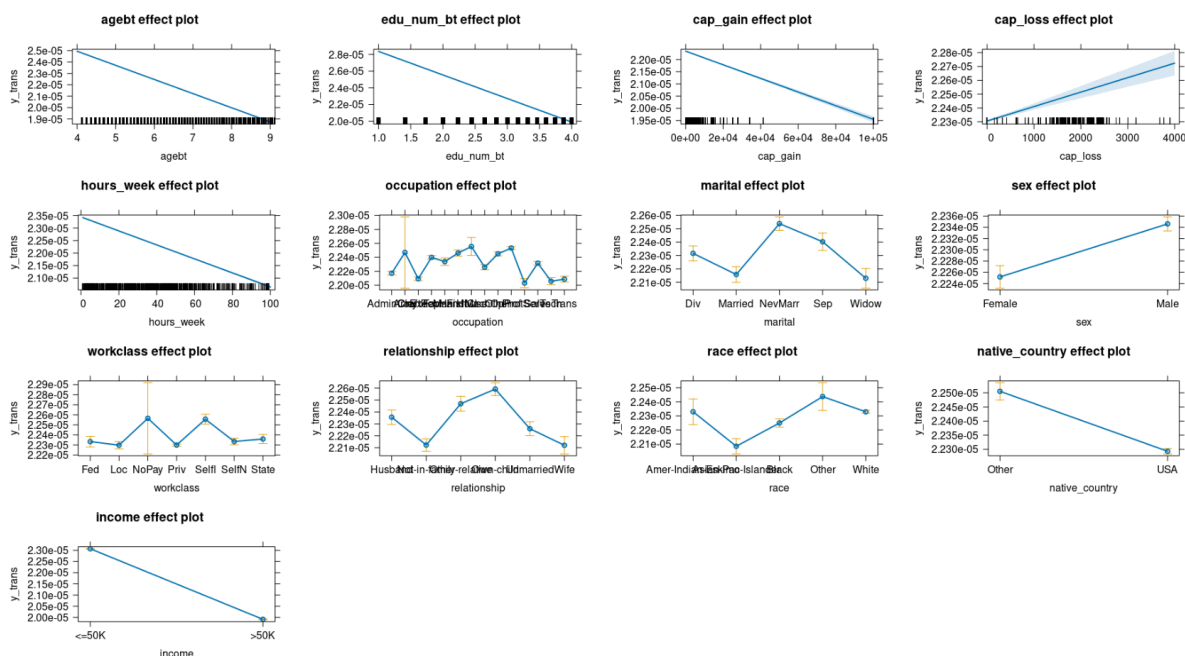 agebt effect plot
y_trans
2.5e-05
2.4e-05
2.3e-05
2.2e-05
2.1e-05
2.0e-05
1.9e-05
4 5 6 7 8 9
agebt
edu_num_bt effect plot
y_trans
2.8e-05
2.6e-05
2.4e-05
2.2e-05
2.0e-05
1.0 1.5 2.0 2.5 3.0 3.5 4.0
edu_num_bt
cap_gain effect plot
y_trans
2.20e-05
2.15e-05
2.10e-05
2.05e-05
2.00e-05
1.95e-05
0e+00 2e+04 4e+04 6e+04 8e+04 1e+05
cap_gain
cap_loss effect plot
y_trans
2.28e-05
2.27e-05
2.26e-05
2.25e-05
2.24e-05
2.23e-05
0 1000 2000 3000 4000
cap_loss
hours_week effect plot
y_trans
2.35e-05
2.30e-05
2.25e-05
2.20e-05
2.15e-05
2.10e-05
0 20 40 60 80 100
hours_week
occupation effect plot
y_trans
2.30e-05
2.28e-05
2.26e-05
2.24e-05
2.22e-05
2.20e-05
occupation
marital effect plot
y_trans
2.26e-05
2.25e-05
2.24e-05
2.23e-05
2.22e-05
2.21e-05
Div Married NevMarr Sep Widow
marital
sex effect plot
y_trans
2.236e-05
2.234e-05
2.232e-05
2.230e-05
2.228e-05
2.226e-05
2.224e-05
Female Male
sex
workclass effect plot
y_trans
2.29e-05
2.28e-05
2.27e-05
2.26e-05
2.25e-05
2.24e-05
2.23e-05
2.22e-05
Fed Loc NoPay Priv SelfI SelfN State
workclass
relationship effect plot
y_trans
2.26e-05
2.25e-05
2.24e-05
2.23e-05
2.22e-05
2.21e-05
Husband Not-in-family Other-relative Own-child Unmarried Wife
relationship
race effect plot
y_trans
2.25e-05
2.24e-05
2.23e-05
2.22e-05
2.21e-05
Amer-Indian-Eskimo Asian-Pac-Islander Black Other White
race
native_country effect plot
y_trans
2.250e-05
2.245e-05
2.240e-05
2.235e-05
2.230e-05
Other USA
native_country
income effect plot
y_trans
2.30e-05
2.25e-05
2.20e-05
2.15e-05
2.10e-05
2.05e-05
2.00e-05
<=50K >50K
income